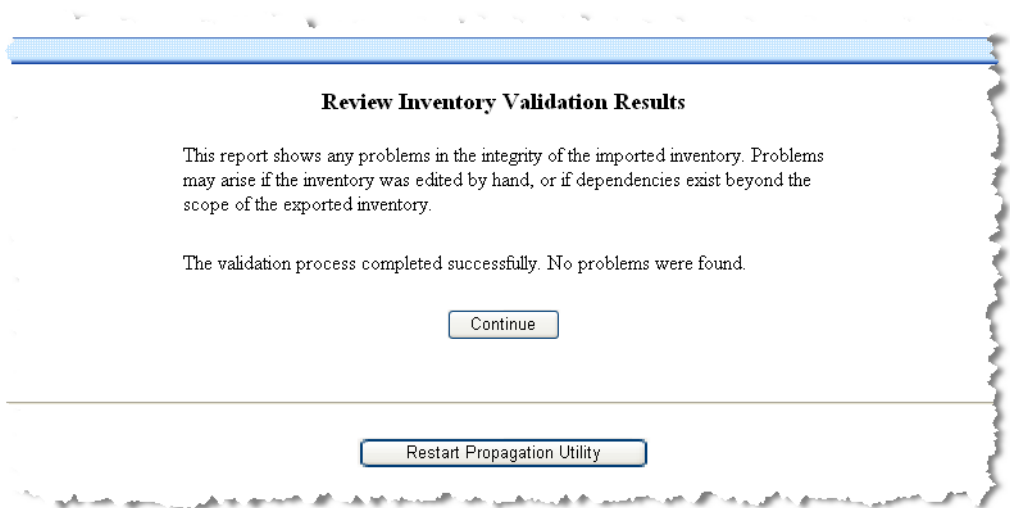 Review Inventory Validation Results
This report shows any problems in the integrity of the imported inventory. Problems
may arise if the inventory was edited by hand, or if dependencies exist beyond the
scope of the exported inventory.
The validation process completed successfully. No problems were found.
Continue
Restart Propagation Utility